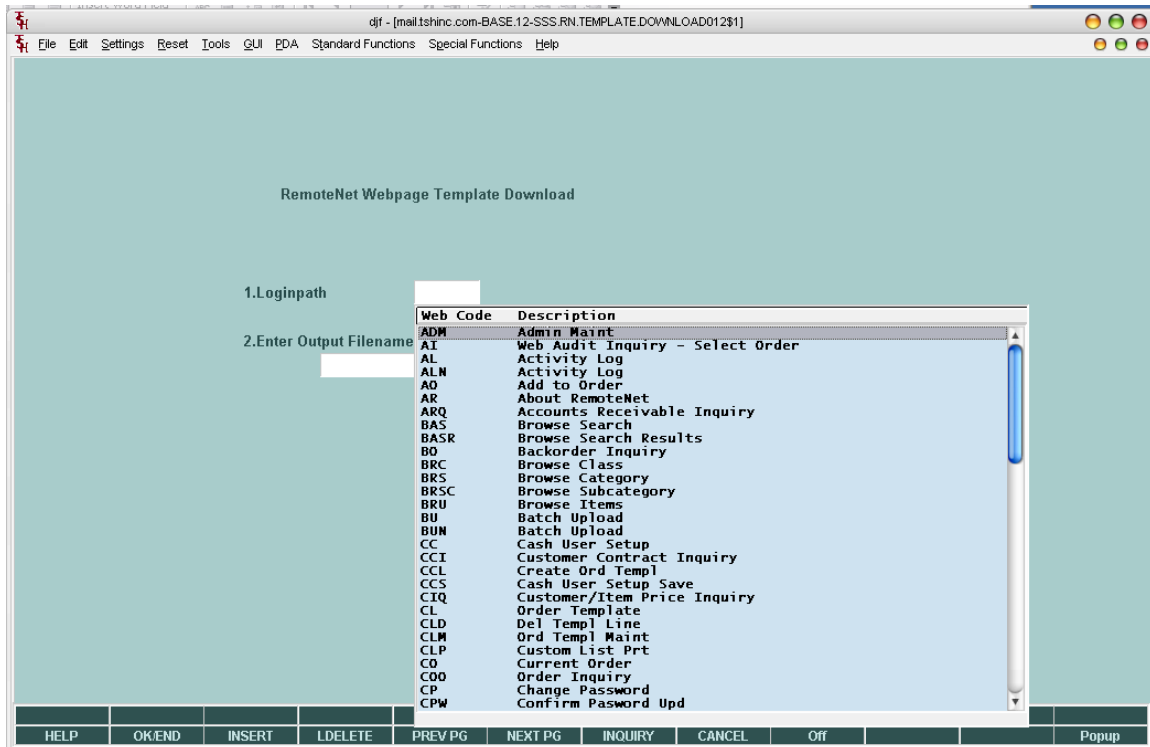 djf - [mail.tshinc.com-BASE.12-SSS.RN.TEMPLATE.DOWNLOAD012$1]
File Edit Settings Reset Tools GUI PDA Standard Functions Special Functions Help
RemoteNet Webpage Template Download
1.Loginpath
2.Enter Output Filename
Web Code Description
ADM Admin Maint
AI Web Audit Inquiry - Select Order
AL Activity Log
ALN Activity Log
AO Add to Order
AR About RemoteNet
ARQ Accounts Receivable Inquiry
BAS Browse Search
BASR Browse Search Results
BO Backorder Inquiry
BRC Browse Class
BRS Browse Category
BRSC Browse Subcategory
BRU Browse Items
BU Batch Upload
BUN Batch Upload
CC Cash User Setup
CCI Customer Contract Inquiry
CCL Create Ord Templ
CCS Cash User Setup Save
CIQ Customer/Item Price Inquiry
CL Order Template
CLD Del Templ Line
CLM Ord Templ Maint
CLP Custom List Prt
CO Current Order
COO Order Inquiry
CP Change Password
CPW Confirm Pasword Upd
HELP OK/END INSERT LDELETE PREV PG NEXT PG INQUIRY CANCEL Off Popup